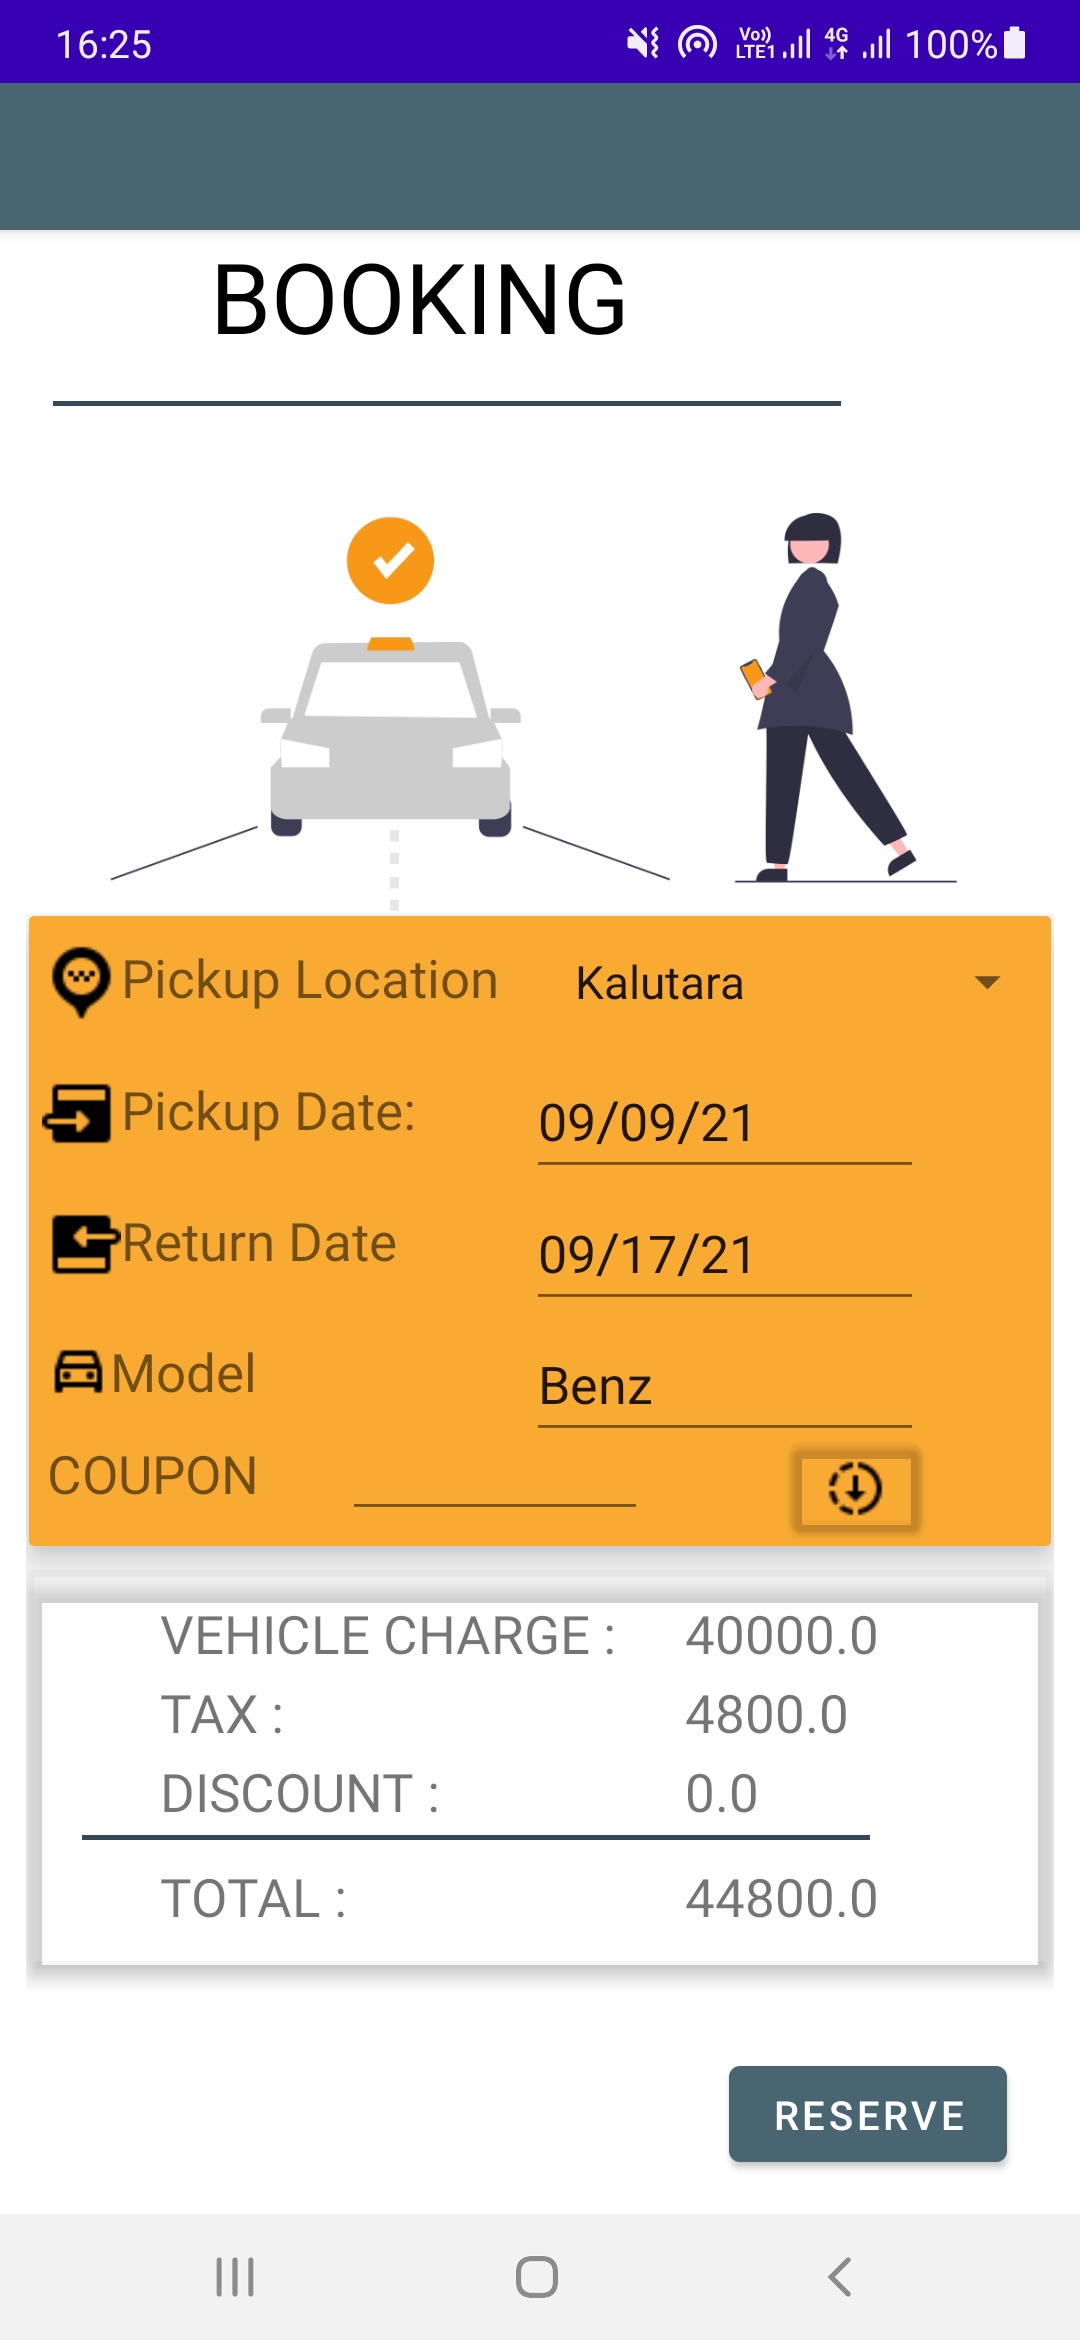 16:25 Vo)) LTE1 4G 100%
BOOKING
Pickup Location Kalutara
Pickup Date: 09/09/21
Return Date 09/17/21
Model Benz
COUPON
VEHICLE CHARGE : 40000.0
TAX : 4800.0
DISCOUNT : 0.0
TOTAL : 44800.0
RESERVE